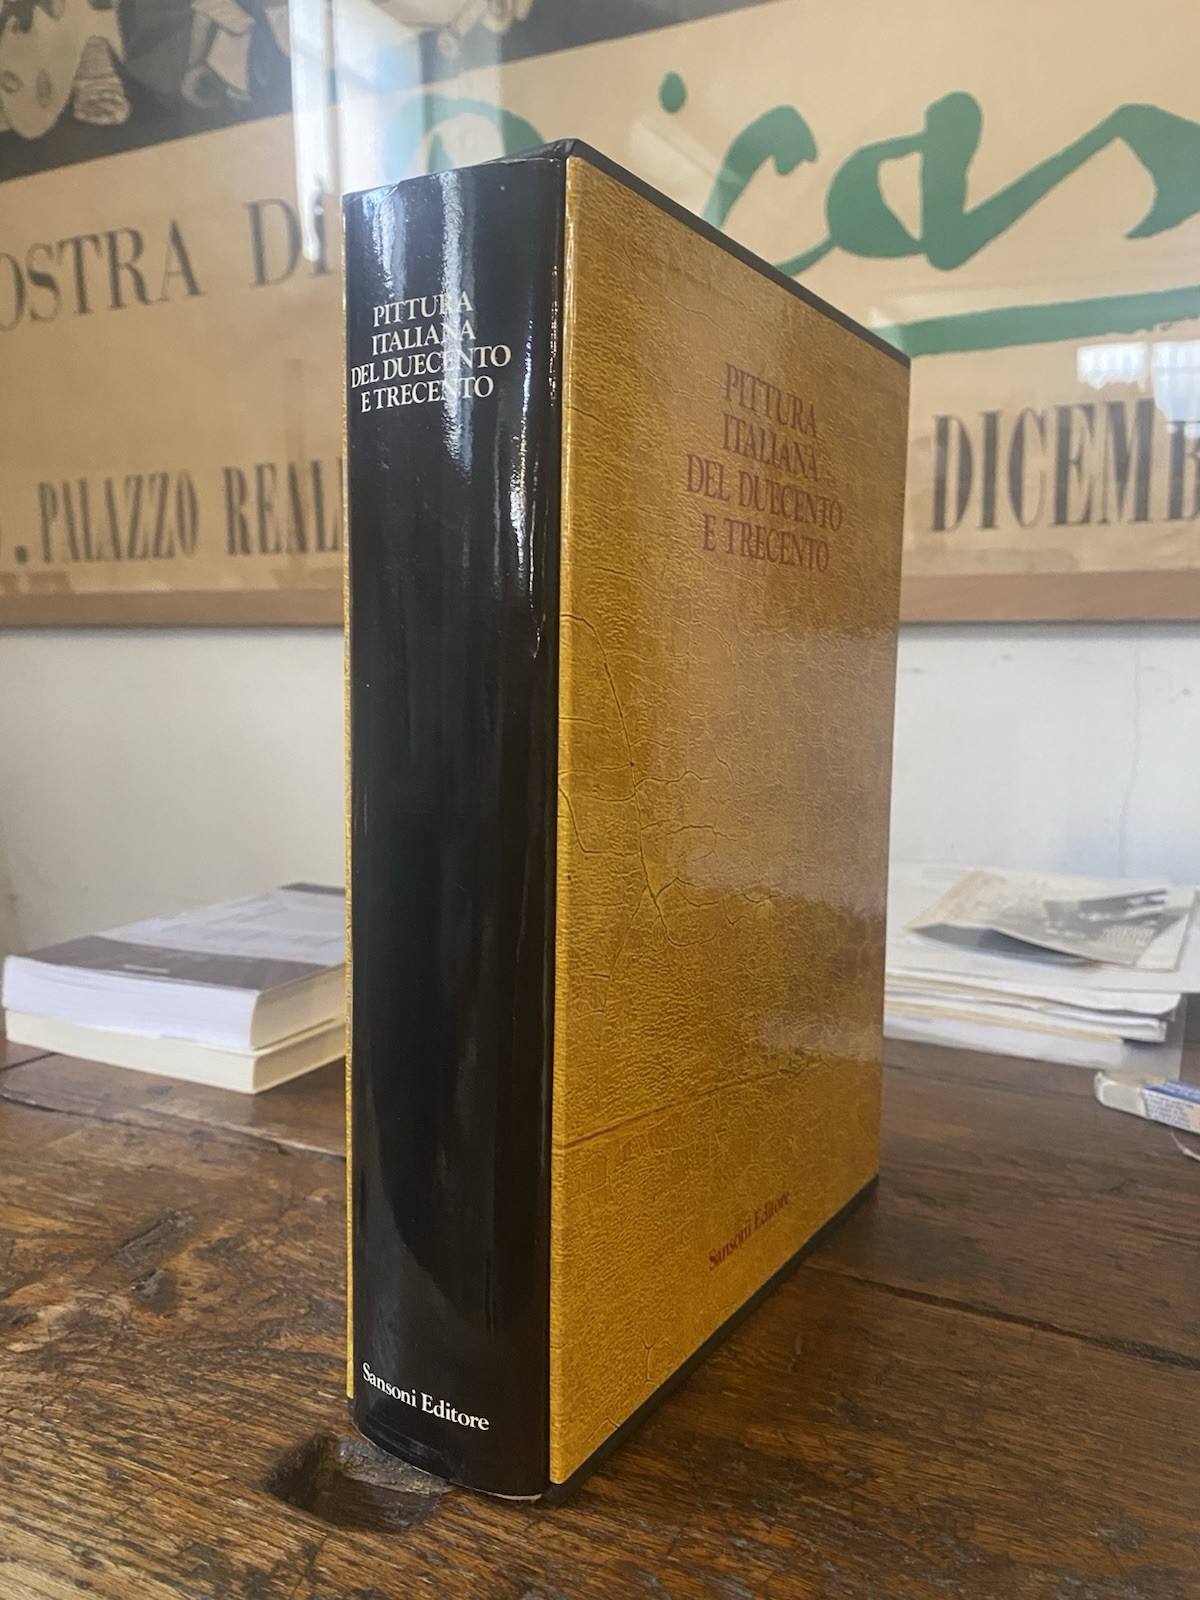 Picas
OSTRA DI
. PALAZZO REAL
DICEMB
PITTURA
ITALIANA
DEL DUECENTO
E TRECENTO
Sansoni Editore
PITTURA
ITALIANA
DEL DUECENTO
E TRECENTO
Sansoni Editore